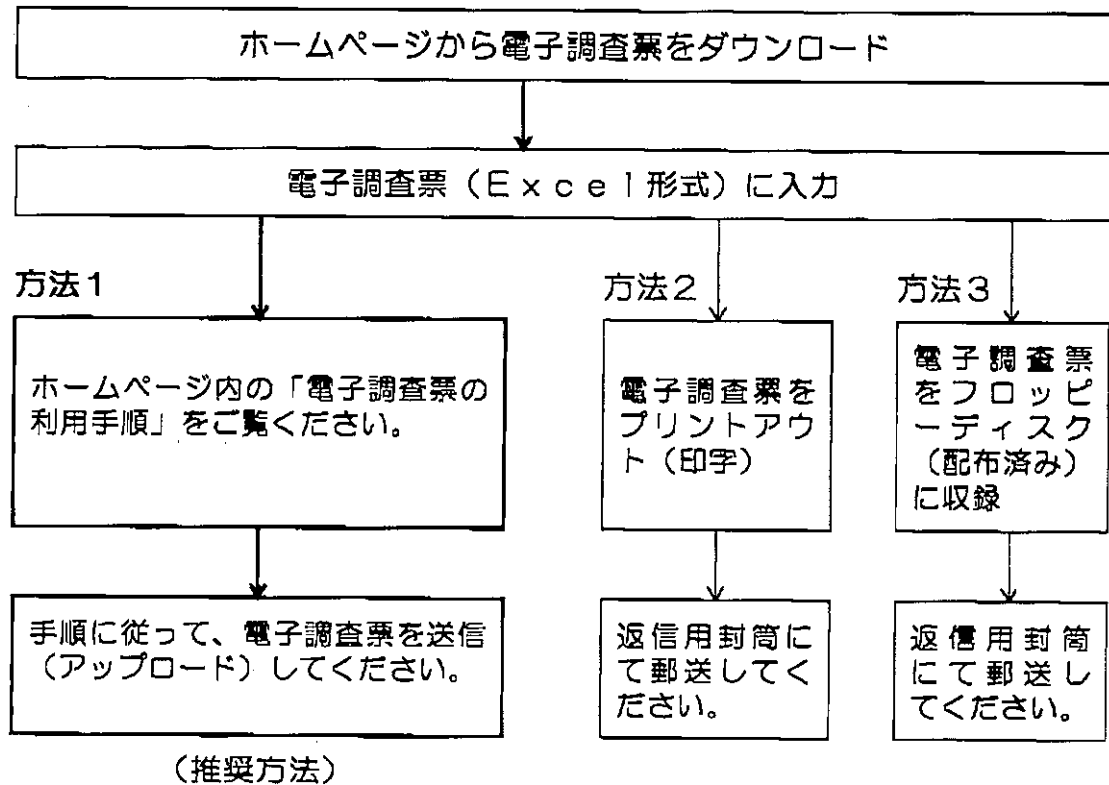 ホームページから電子調査票をダウンロード
電子調査票（Ｅｘｃｅｌ形式）に入力
方法１
ホームページ内の「電子調査票の
利用手順」をご覧ください。
手順に従って、電子調査票を送信
（アップロード）してください。
（推奨方法）
方法２
電子調査票を
プリントアウ
ト（印字）
返信用封筒に
て郵送してく
ださい。
方法３
電子調査票
をフロッピ
ーディスク
（配布済み）
に収録
返信用封筒
にて郵送し
てください。